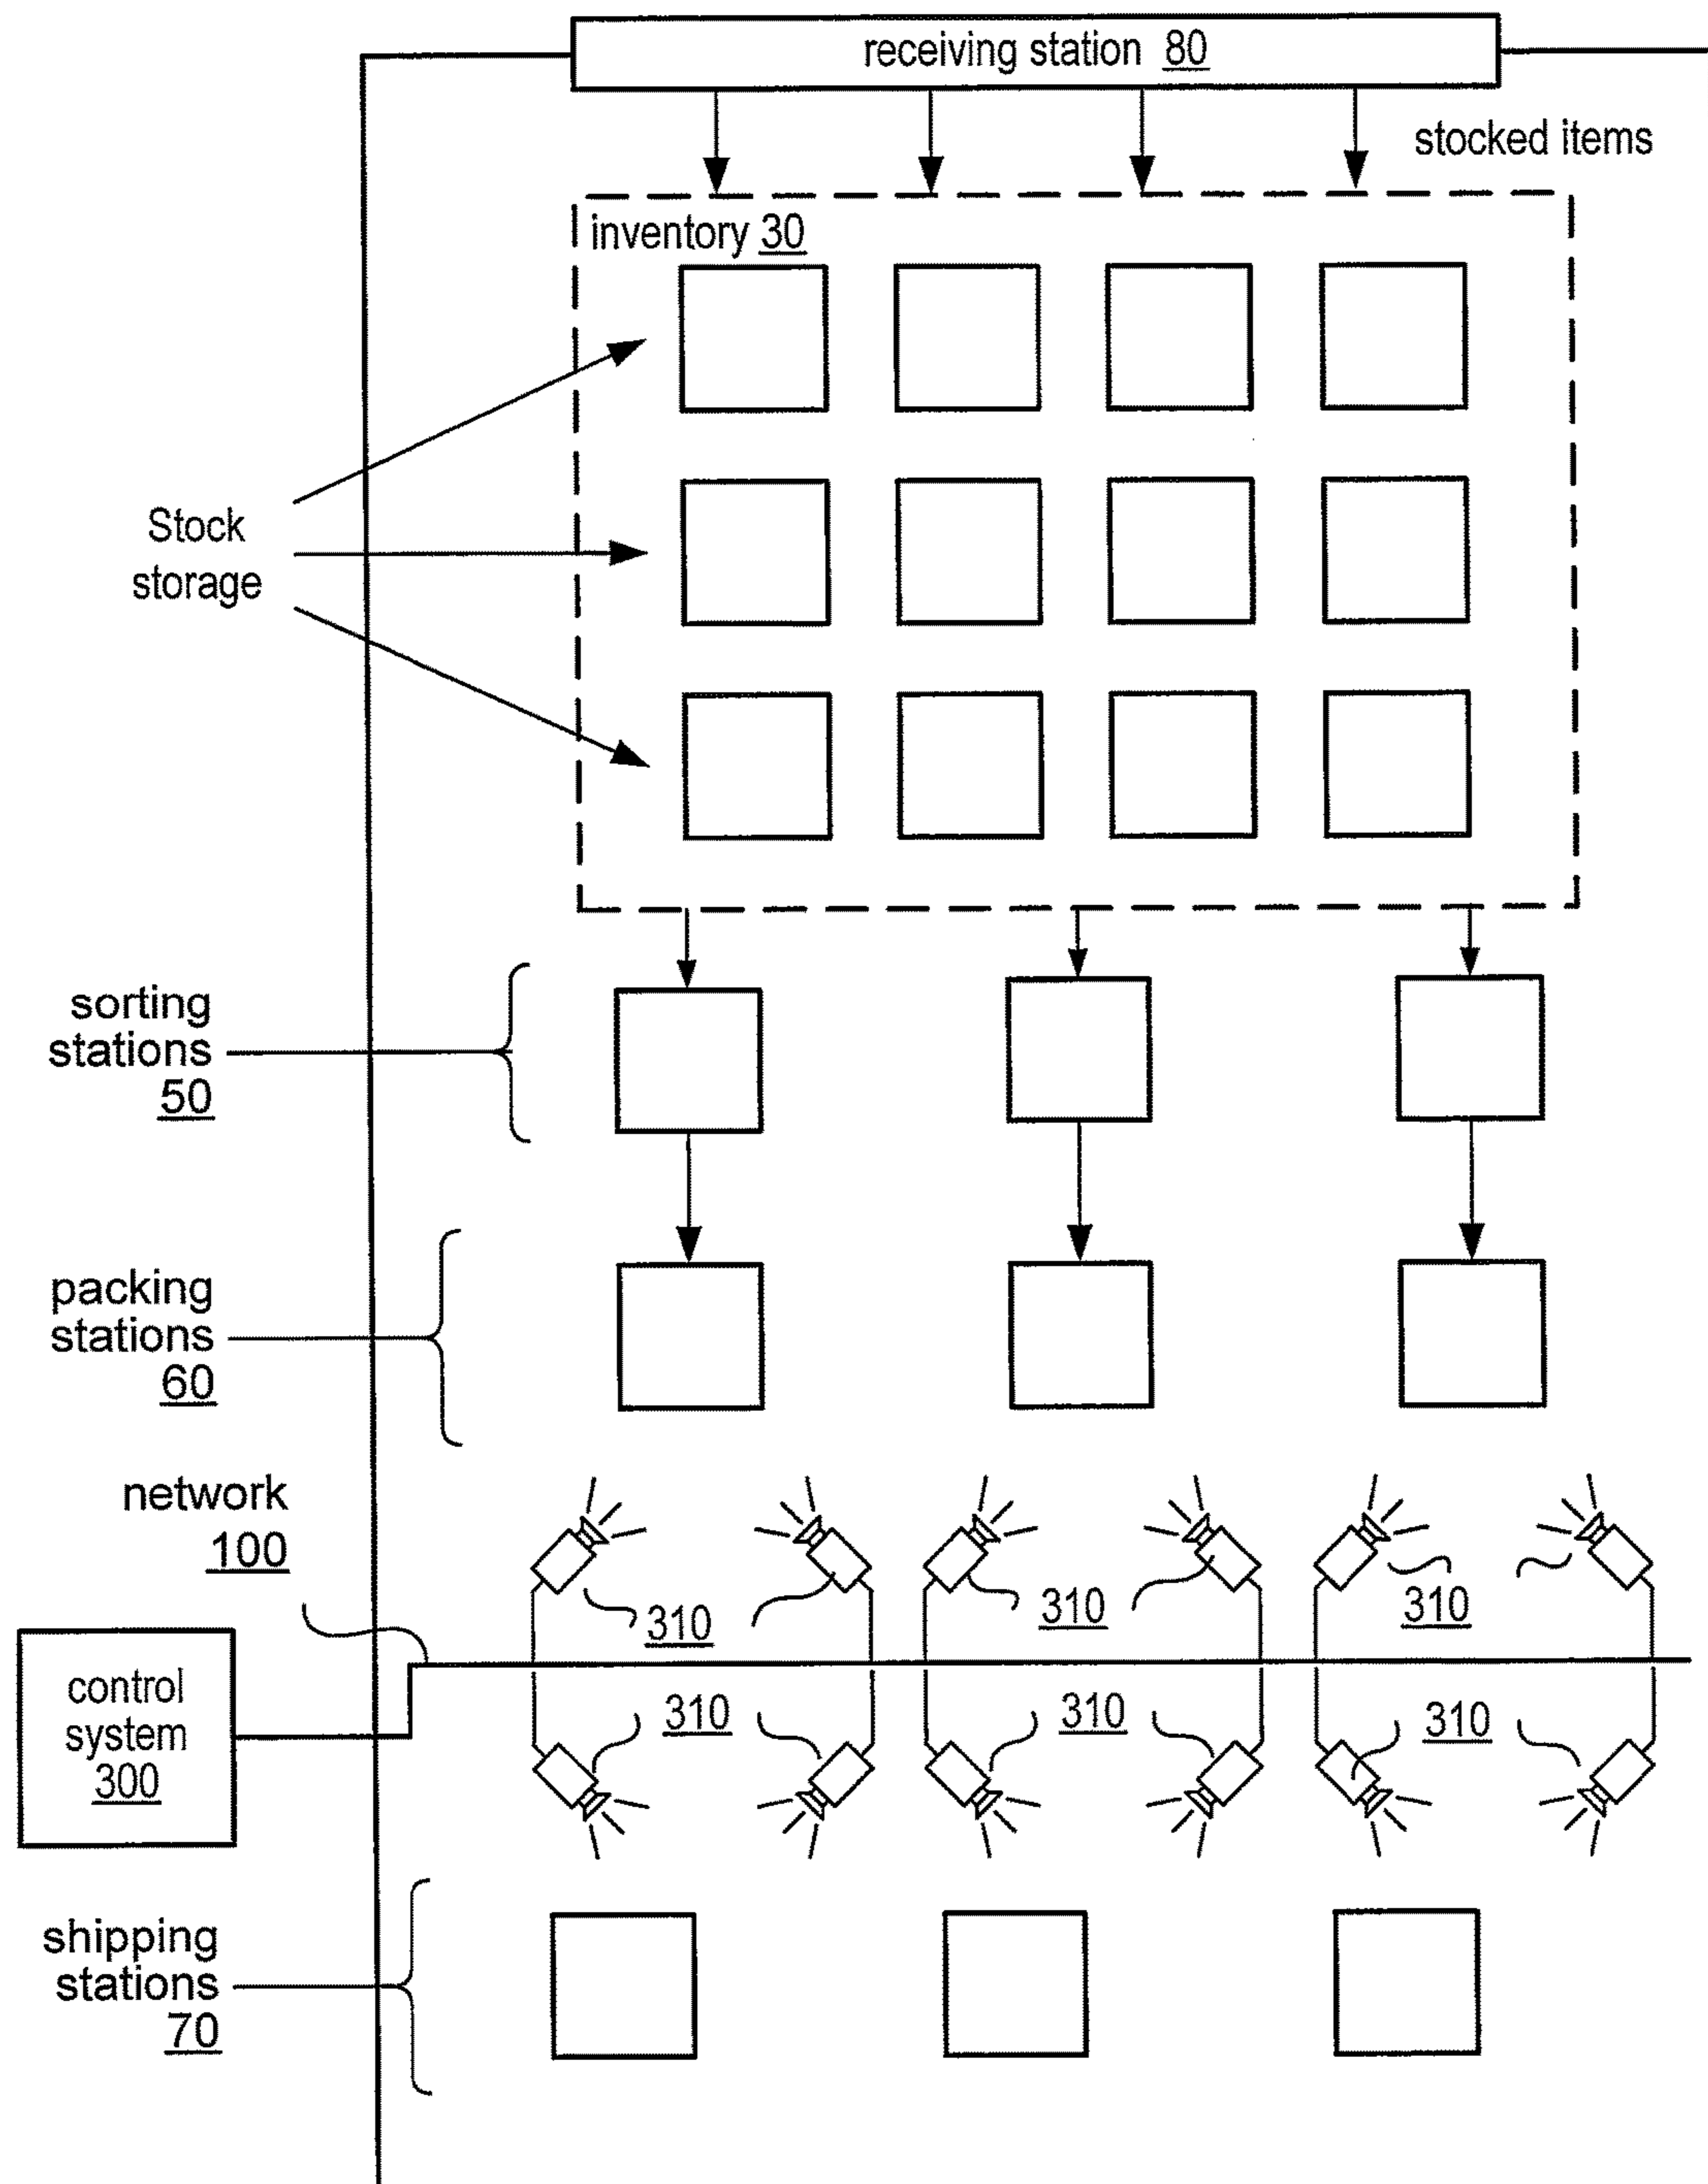 receiving station 80
stocked items
inventory 30
Stock
storage
sorting
stations
50
packing
stations
60
network
100
310 310 310
control
system
300
310 310 310
shipping
stations
70